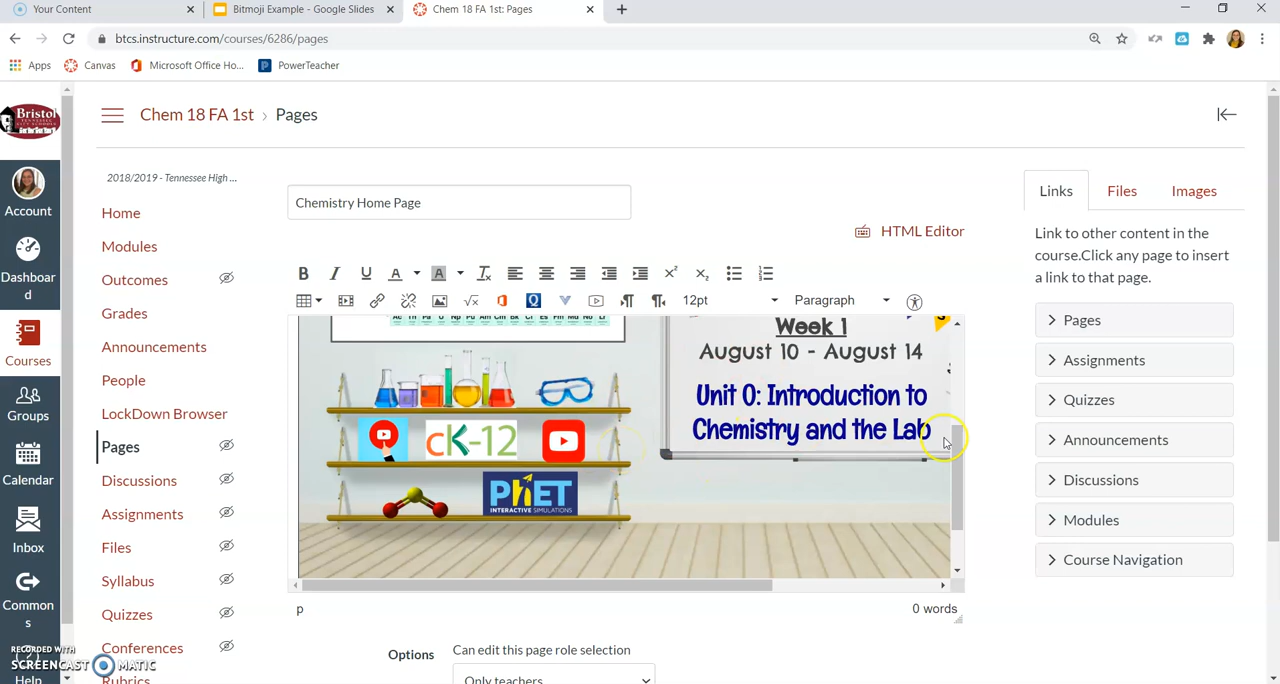 Your Content
Bitmoji Example - Google Slides
Chem 18 FA 1st: Pages
btcs.instructure.com/courses/6286/pages
Apps
Canvas
Microsoft Office Ho...
PowerTeacher
Bristol
Chem 18 FA 1st › Pages
2018/2019 - Tennessee High ...
Account
Dashboar
d
Courses
Groups
Calendar
Inbox
Common
s
Help
Home
Modules
Outcomes
Grades
Announcements
People
LockDown Browser
Pages
Discussions
Assignments
Files
Syllabus
Quizzes
Conferences
Rubrics
Chemistry Home Page
HTML Editor
B I U A A
12pt
Paragraph
Week 1
August 10 - August 14
Unit 0: Introduction to
Chemistry and the Lab
cK-12
PhET
INTERACTIVE SIMULATIONS
p
0 words
Options
Can edit this page role selection
Only teachers
Links
Files
Images
Link to other content in the
course.Click any page to insert
a link to that page.
Pages
Assignments
Quizzes
Announcements
Discussions
Modules
Course Navigation
RECORDED WITH
SCREENCAST MATIC